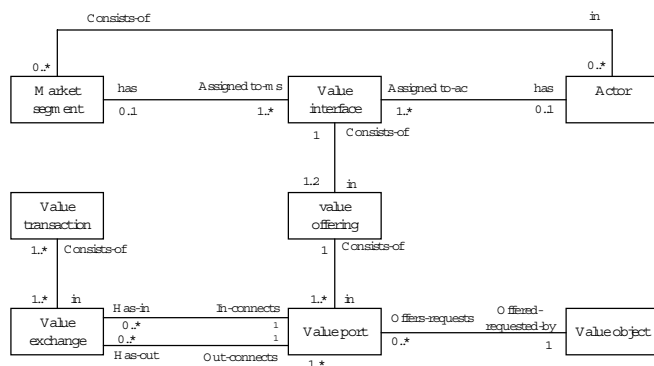 Consists-of in
0..* 0..*
Market segment
has Assigned-to-ms
0..1 1..*
Value interface
Assigned-to-ac has
1..* 0..1
Actor
1 Consists-of
1..2 in
Value transaction
value offering
1..* Consists-of
1 Consists-of
1..* in
1..* in
Value exchange
Has-in In-connects
0..* 1
0..* 1
Has-out Out-connects
Value port
1..*
Offers-requests Offered-requested-by
0..* 1
Value object